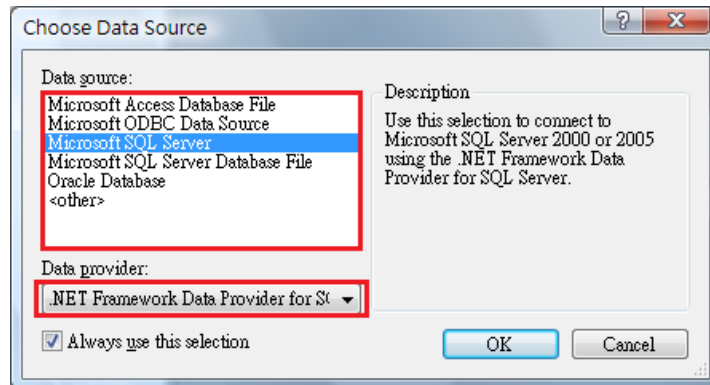 Choose Data Source
Data source:
Microsoft Access Database File
Microsoft ODBC Data Source
Microsoft SQL Server
Microsoft SQL Server Database File
Oracle Database
<other>
Description
Use this selection to connect to
Microsoft SQL Server 2000 or 2005
using the .NET Framework Data
Provider for SQL Server.
Data provider:
.NET Framework Data Provider for S
Always use this selection
OK
Cancel